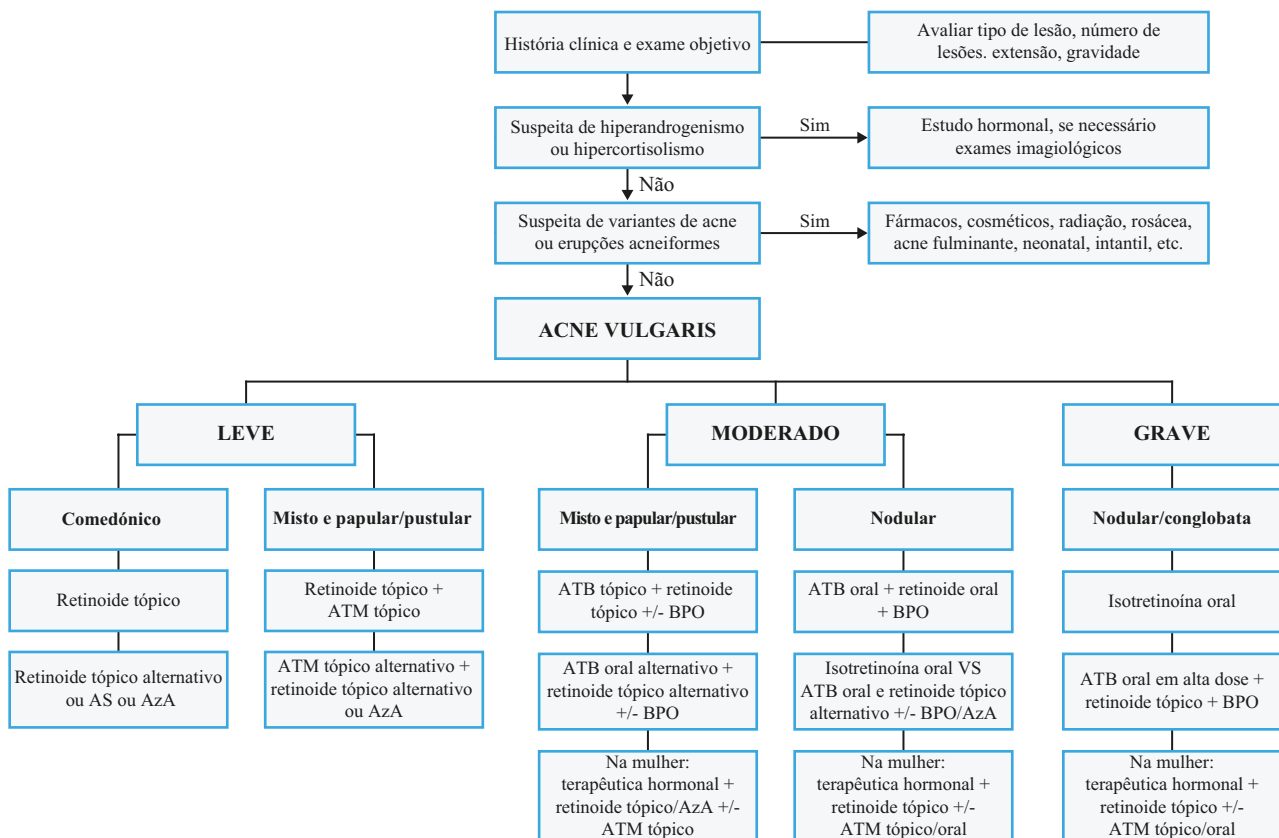 História clínica e exame objetivo
Avaliar tipo de lesão, número de
lesões. extensão, gravidade
Suspeita de hiperandrogenismo
ou hipercortisolismo
Sim
Estudo hormonal, se necessário
exames imagiológicos
Não
Suspeita de variantes de acne
ou erupções acneiformes
Sim
Fármacos, cosméticos, radiação, rosácea,
acne fulminante, neonatal, intantil, etc.
Não
ACNE VULGARIS
LEVE
MODERADO
GRAVE
Comedónico
Misto e papular/pustular
Misto e papular/pustular
Nodular
Nodular/conglobata
Retinoide tópico
Retinoide tópico +
ATM tópico
ATB tópico + retinoide
tópico +/- BPO
ATB oral + retinoide oral
+ BPO
Isotretinoína oral
Retinoide tópico alternativo
ou AS ou AzA
ATM tópico alternativo +
retinoide tópico alternativo
ou AzA
ATB oral alternativo +
retinoide tópico alternativo
+/- BPO
Isotretinoína oral VS
ATB oral e retinoide tópico
alternativo +/- BPO/AzA
ATB oral em alta dose +
retinoide tópico + BPO
Na mulher:
terapêutica hormonal +
retinoide tópico/AzA +/-
ATM tópico
Na mulher:
terapêutica hormonal +
retinoide tópico +/-
ATM tópico/oral
Na mulher:
terapêutica hormonal +
retinoide tópico +/-
ATM tópico/oral